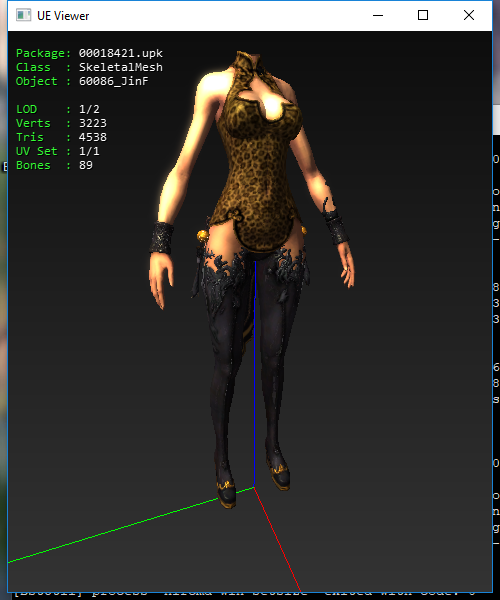 UE Viewer
Package: 00018421.upk
Class : SkeletalMesh
Object : 60086_JinF
LOD : 1/2
Verts : 3223
Tris : 4538
UV Set : 1/1
Bones : 89